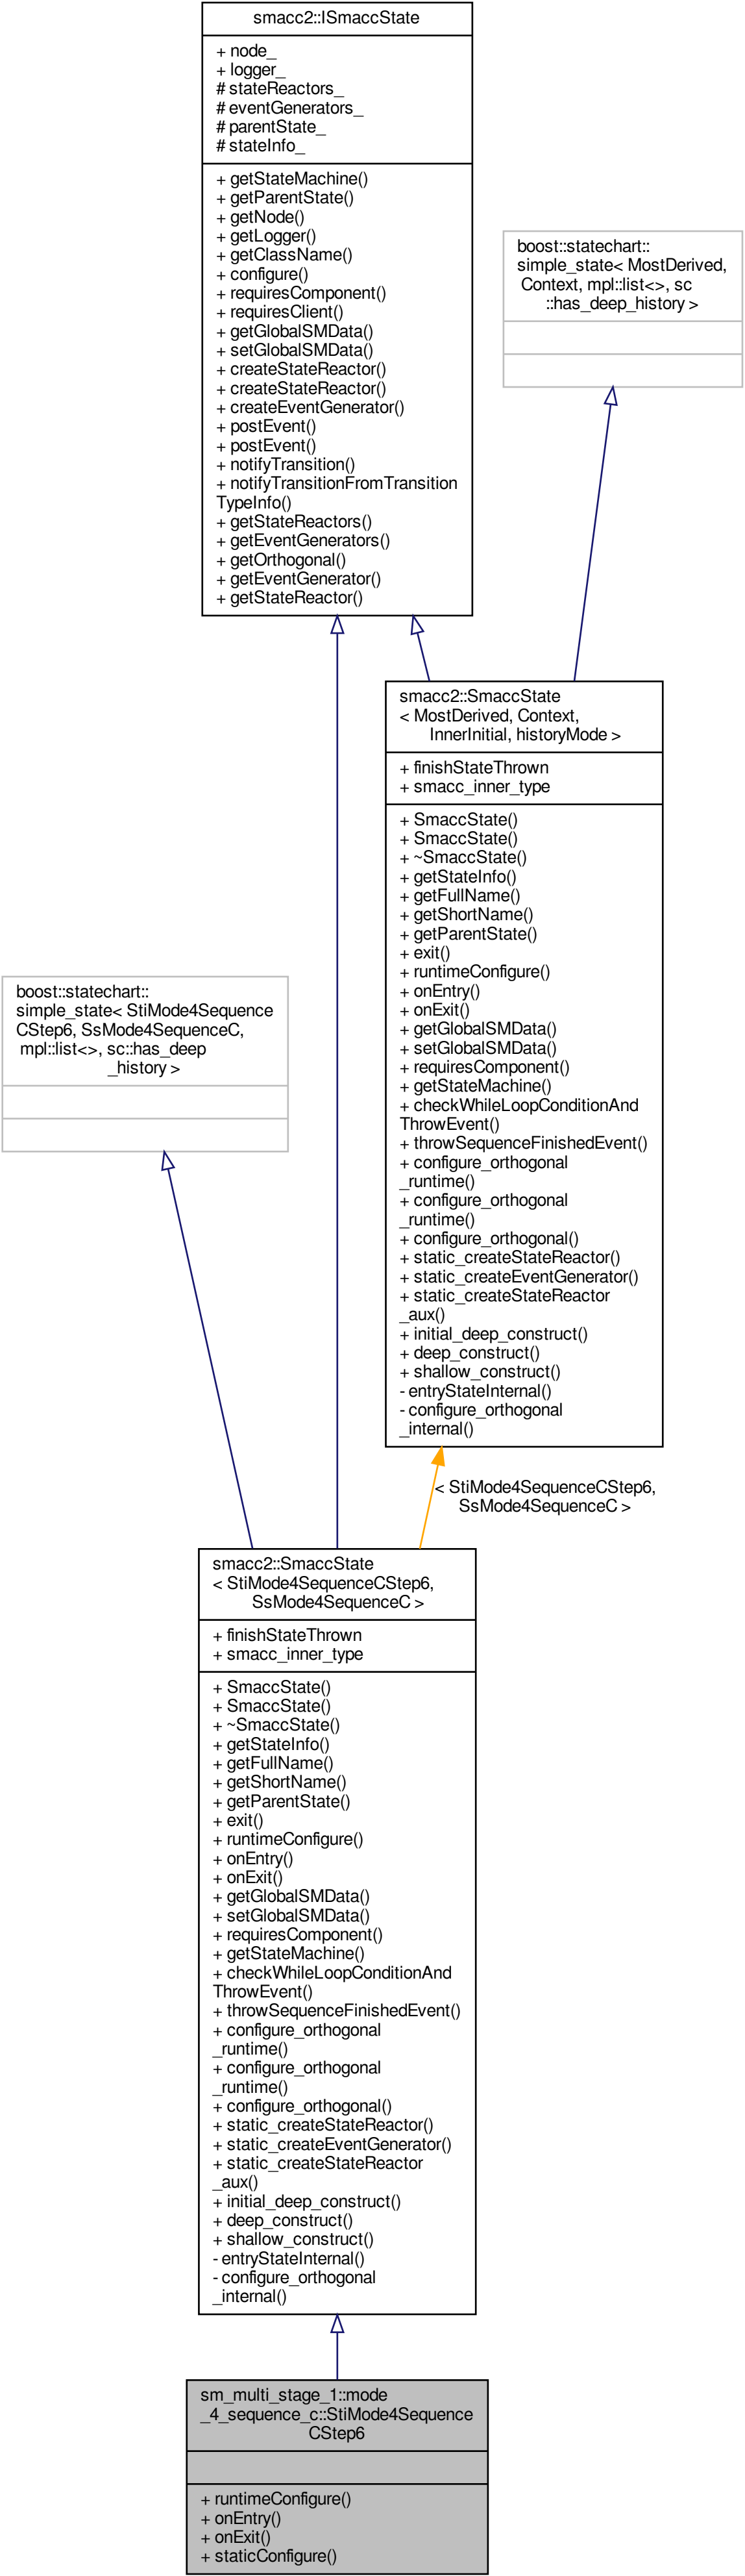 smacc2::ISmaccState
+ node_
+ logger_
# stateReactors_
# eventGenerators_
# parentState_
# stateInfo_
+ getStateMachine()
+ getParentState()
+ getNode()
+ getLogger()
+ getClassName()
+ configure()
+ requiresComponent()
+ requiresClient()
+ getGlobalSMData()
+ setGlobalSMData()
+ createStateReactor()
+ createStateReactor()
+ createEventGenerator()
+ postEvent()
+ postEvent()
+ notifyTransition()
+ notifyTransitionFromTransition
TypeInfo()
+ getStateReactors()
+ getEventGenerators()
+ getOrthogonal()
+ getEventGenerator()
+ getStateReactor()
boost::statechart::
simple_state< MostDerived,
Context, mpl::list<>, sc
::has_deep_history >
smacc2::SmaccState
< MostDerived, Context,
InnerInitial, historyMode >
+ finishStateThrown
+ smacc_inner_type
+ SmaccState()
+ SmaccState()
+ ~SmaccState()
+ getStateInfo()
+ getFullName()
+ getShortName()
+ getParentState()
+ exit()
+ runtimeConfigure()
+ onEntry()
+ onExit()
+ getGlobalSMData()
+ setGlobalSMData()
+ requiresComponent()
+ getStateMachine()
+ checkWhileLoopConditionAnd
ThrowEvent()
+ throwSequenceFinishedEvent()
+ configure_orthogonal
_runtime()
+ configure_orthogonal
_runtime()
+ configure_orthogonal()
+ static_createStateReactor()
+ static_createEventGenerator()
+ static_createStateReactor
_aux()
+ initial_deep_construct()
+ deep_construct()
+ shallow_construct()
- entryStateInternal()
- configure_orthogonal
_internal()
boost::statechart::
simple_state< StiMode4Sequence
CStep6, SsMode4SequenceC,
mpl::list<>, sc::has_deep
_history >
< StiMode4SequenceCStep6,
SsMode4SequenceC >
smacc2::SmaccState
< StiMode4SequenceCStep6,
SsMode4SequenceC >
+ finishStateThrown
+ smacc_inner_type
+ SmaccState()
+ SmaccState()
+ ~SmaccState()
+ getStateInfo()
+ getFullName()
+ getShortName()
+ getParentState()
+ exit()
+ runtimeConfigure()
+ onEntry()
+ onExit()
+ getGlobalSMData()
+ setGlobalSMData()
+ requiresComponent()
+ getStateMachine()
+ checkWhileLoopConditionAnd
ThrowEvent()
+ throwSequenceFinishedEvent()
+ configure_orthogonal
_runtime()
+ configure_orthogonal
_runtime()
+ configure_orthogonal()
+ static_createStateReactor()
+ static_createEventGenerator()
+ static_createStateReactor
_aux()
+ initial_deep_construct()
+ deep_construct()
+ shallow_construct()
- entryStateInternal()
- configure_orthogonal
_internal()
sm_multi_stage_1::mode
_4_sequence_c::StiMode4Sequence
CStep6
+ runtimeConfigure()
+ onEntry()
+ onExit()
+ staticConfigure()